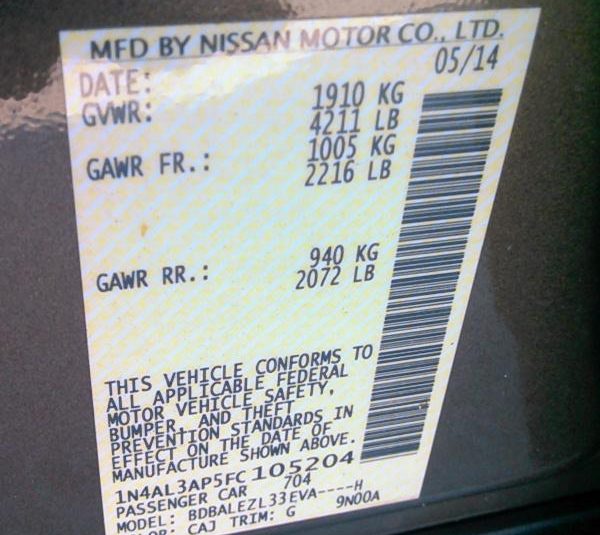 MFD BY NISSAN MOTOR CO., LTD.
DATE: 05/14
GVWR: 1910 KG
4211 LB
GAWR FR.: 1005 KG
2216 LB
GAWR RR.: 940 KG
2072 LB
THIS VEHICLE CONFORMS TO
ALL APPLICABLE FEDERAL
MOTOR VEHICLE SAFETY,
BUMPER, AND THEFT
PREVENTION STANDARDS IN
EFFECT ON THE DATE OF
MANUFACTURE SHOWN ABOVE.
1N4AL3AP5FC105204
PASSENGER CAR 704
MODEL: BDBALEZL33EVA----H
CAJ TRIM: G 9N00A